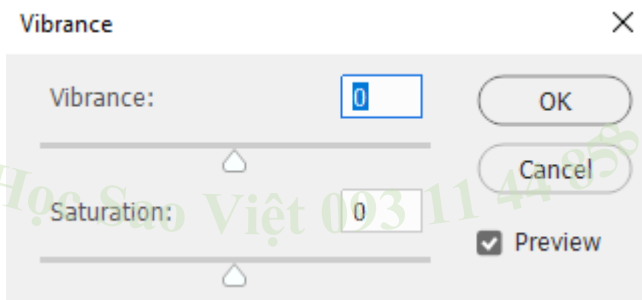 Vibrance
Vibrance: 0
OK
Cancel
Saturation: 0
Preview
Học Sao Việt 093 11 44 858